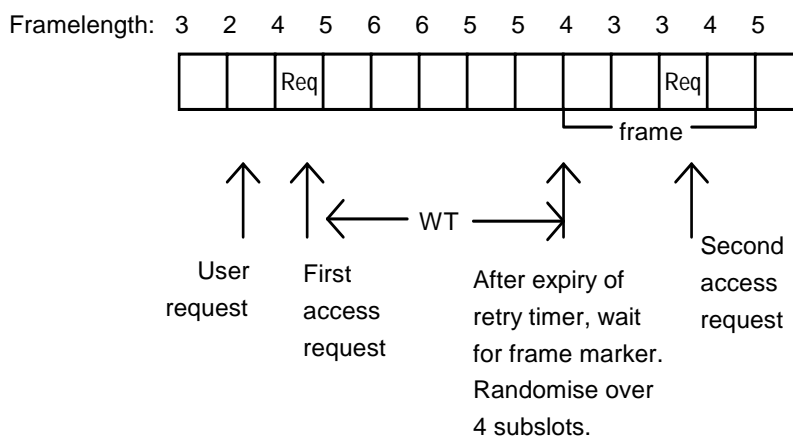 Framelength: 3 2 4 5 6 6 5 5 4 3 3 4 5
Req Req
frame
WT
User
request
First
access
request
After expiry of
retry timer, wait
for frame marker.
Randomise over
4 subslots.
Second
access
request